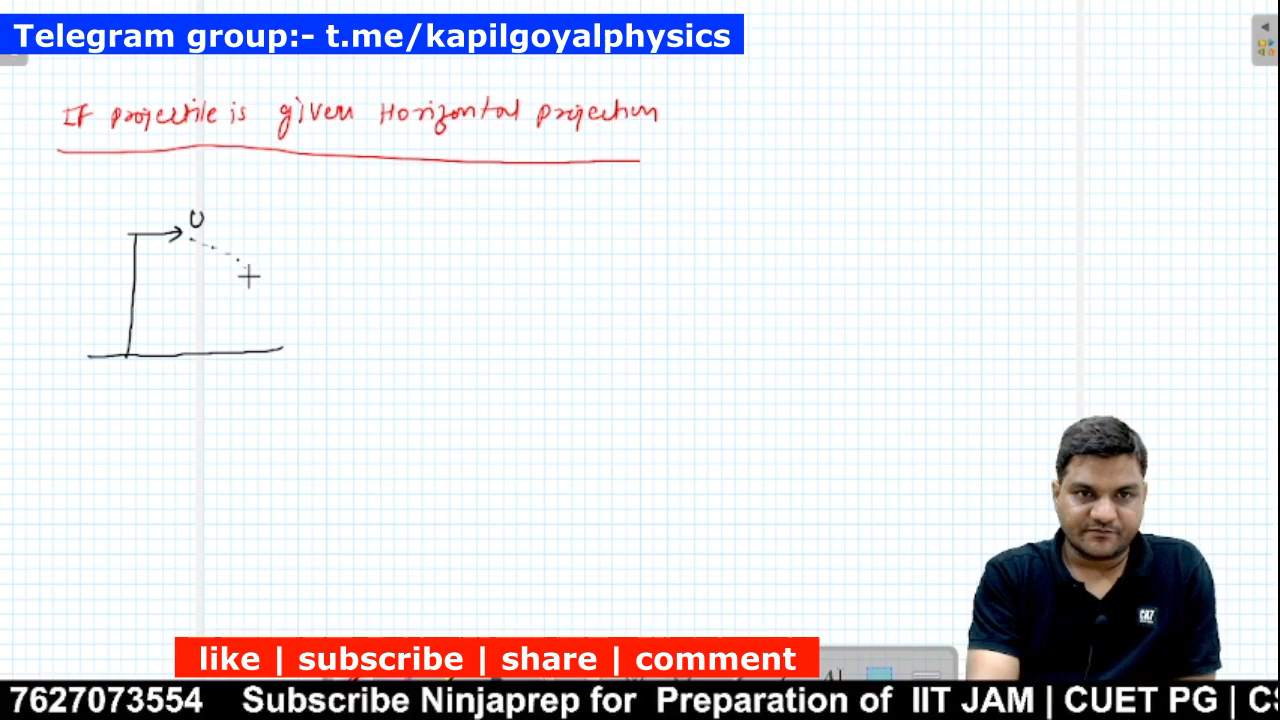 Telegram group:- t.me/kapilgoyalphysics
If projectile is given Horizontal projection
U
like | subscribe | share | comment
7627073554 Subscribe Ninjaprep for Preparation of IIT JAM | CUET PG | CS